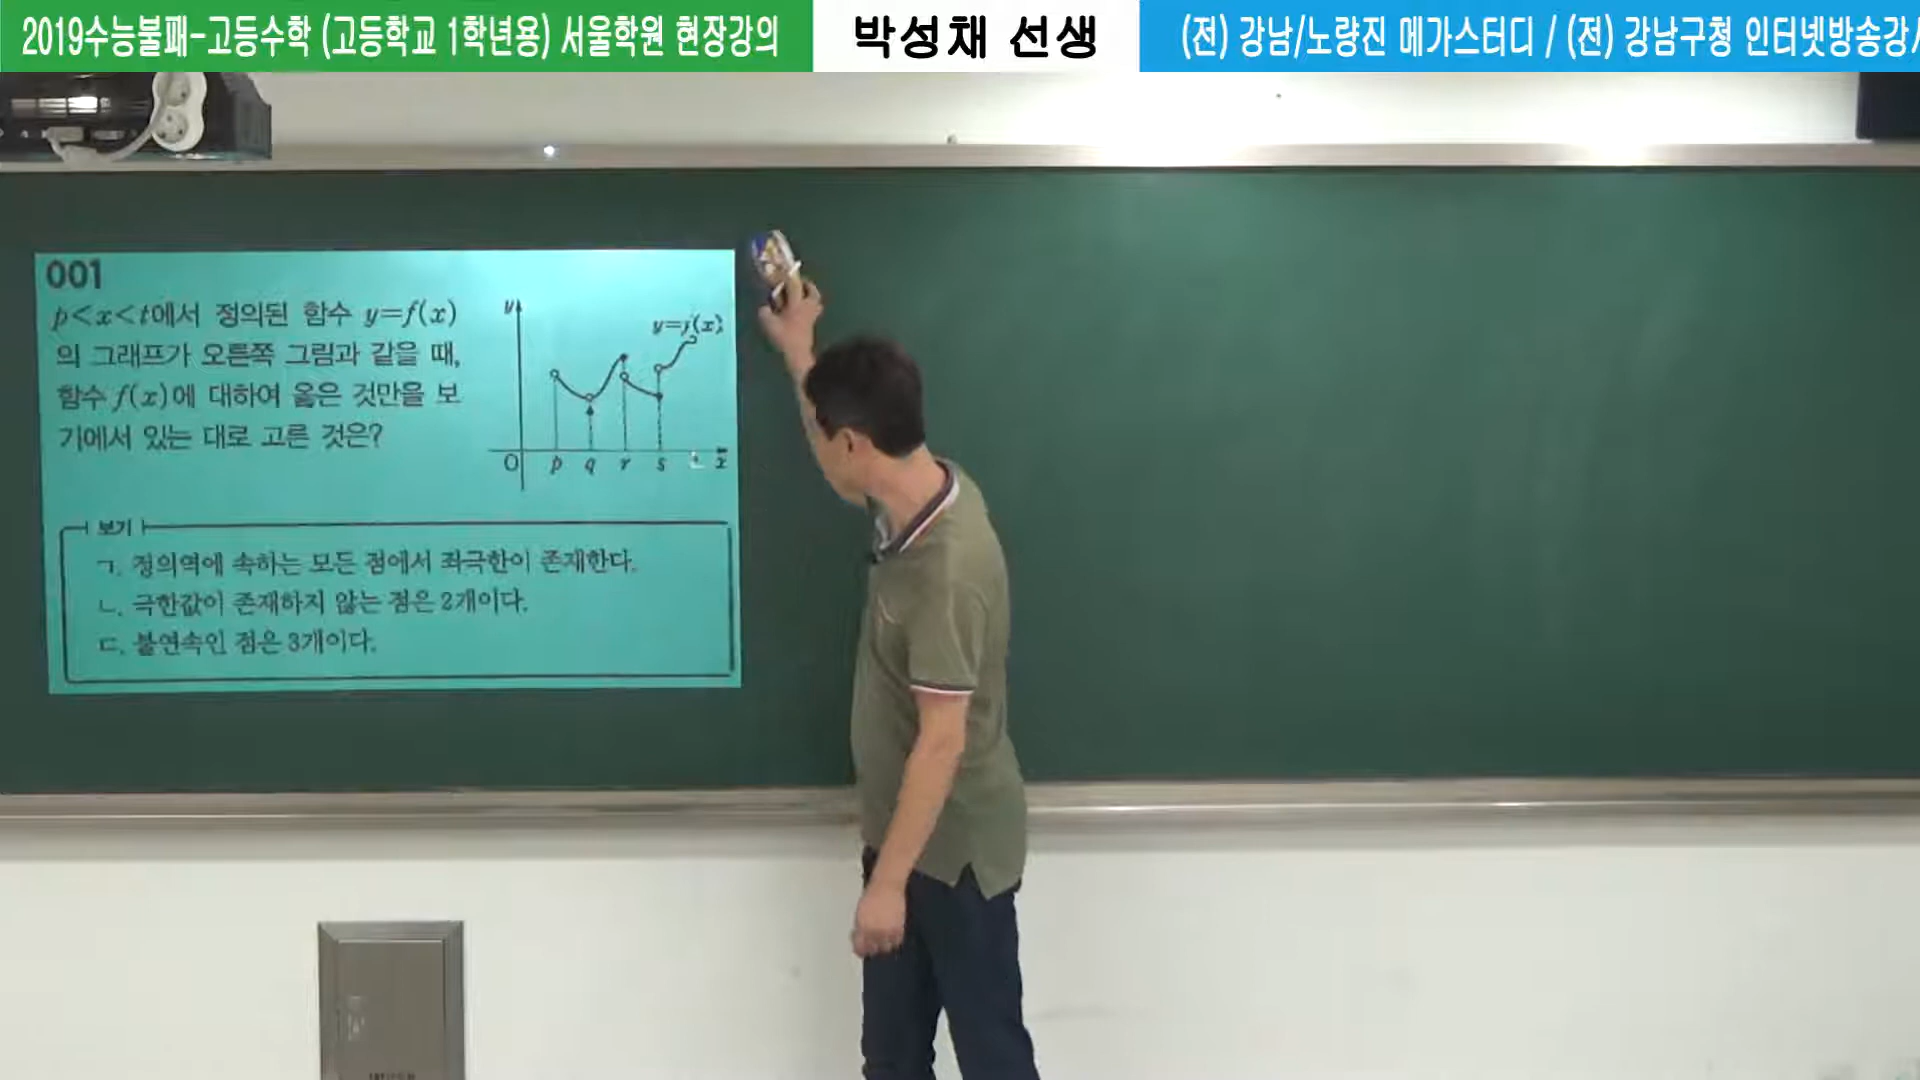 2019수능불패-고등수학 (고등학교 1학년용) 서울학원 현장강의
박성채 선생
(전) 강남/노량진 메가스터디 / (전) 강남구청 인터넷방송강사
001
p<x<t에서 정의된 함수 y=f(x)
의 그래프가 오른쪽 그림과 같을 때,
함수 f(x)에 대하여 옳은 것만을 보
기에서 있는 대로 고른 것은?
y
y=f(x)
O p q r s t x
보기
ㄱ. 정의역에 속하는 모든 점에서 좌극한이 존재한다.
ㄴ. 극한값이 존재하지 않는 점은 2개이다.
ㄷ. 불연속인 점은 3개이다.